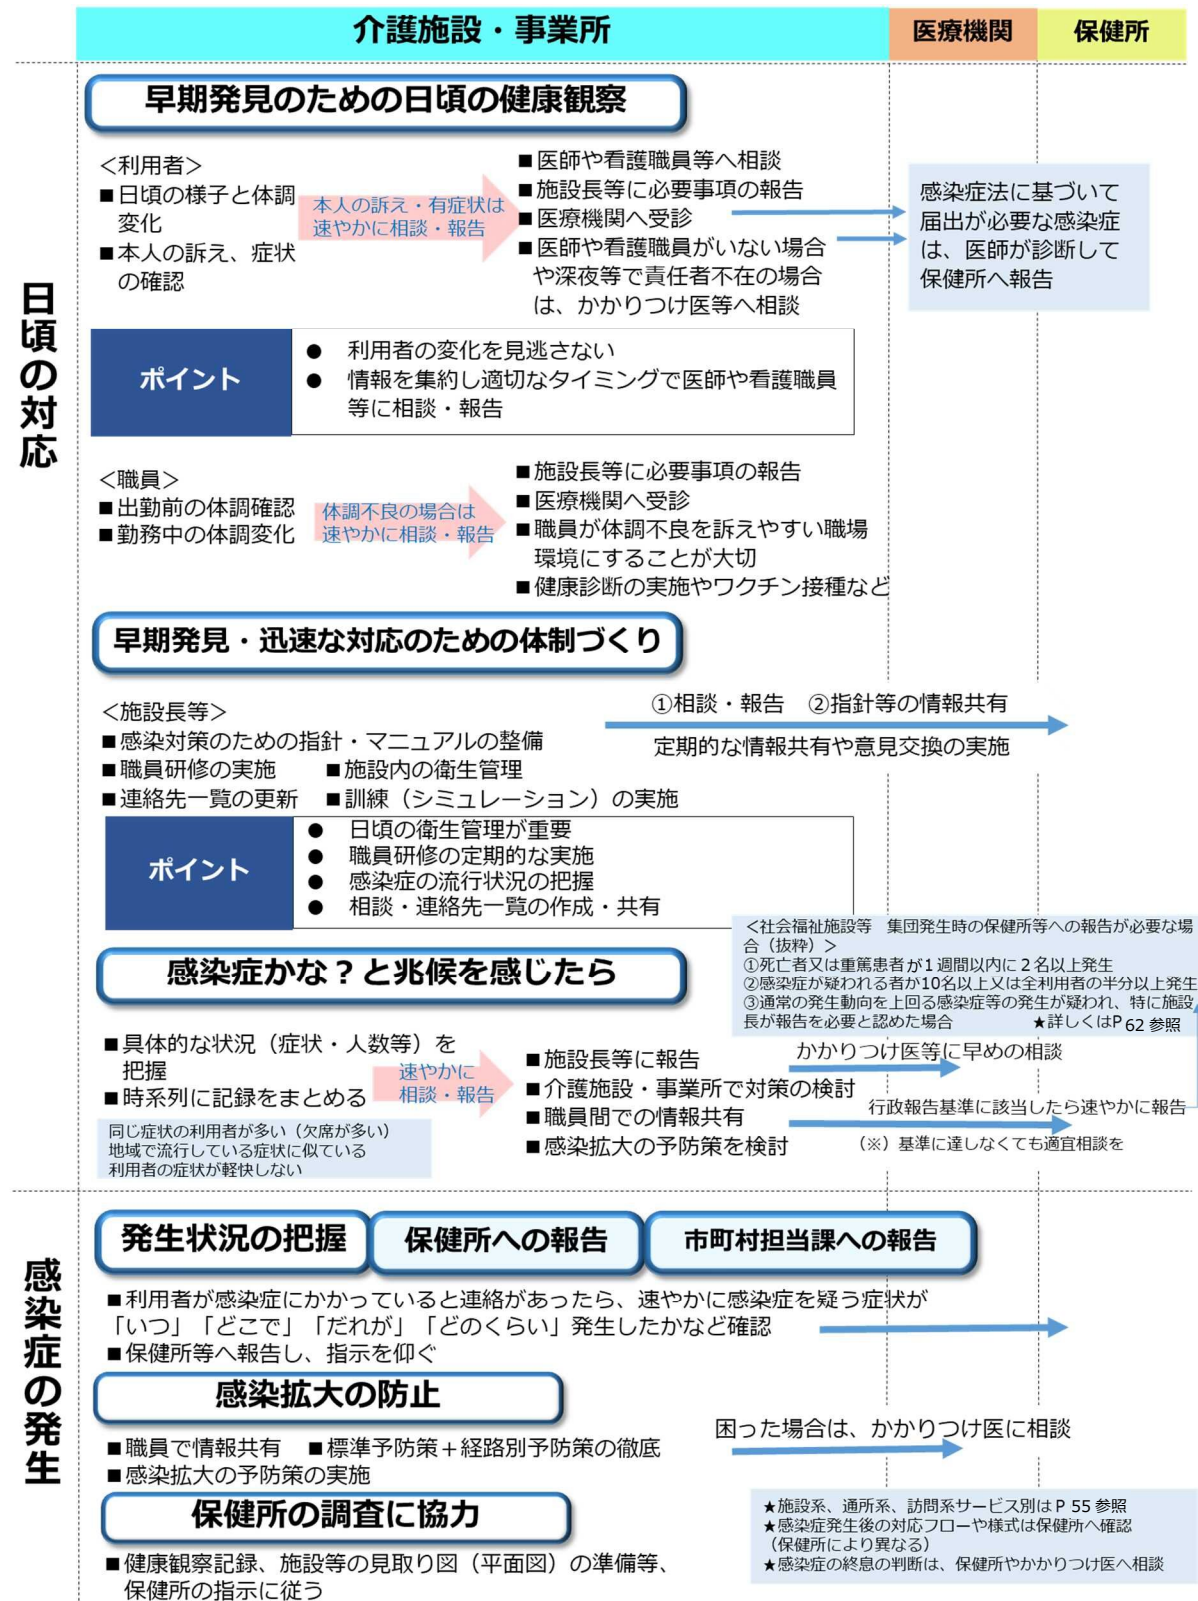 介護施設・事業所
医療機関
保健所
日頃の対応
早期発見のための日頃の健康観察
＜利用者＞
■日頃の様子と体調
変化
■本人の訴え、症状
の確認
本人の訴え・有症状は
速やかに相談・報告
■医師や看護職員等へ相談
■施設長等に必要事項の報告
■医療機関へ受診
■医師や看護職員がいない場合
や深夜等で責任者不在の場合
は、かかりつけ医等へ相談
感染症法に基づいて
届出が必要な感染症
は、医師が診断して
保健所へ報告
ポイント
● 利用者の変化を見逃さない
● 情報を集約し適切なタイミングで医師や看護職員
等に相談・報告
＜職員＞
■出勤前の体調確認
■勤務中の体調変化
体調不良の場合は
速やかに相談・報告
■施設長等に必要事項の報告
■医療機関へ受診
■職員が体調不良を訴えやすい職場
環境にすることが大切
■健康診断の実施やワクチン接種など
早期発見・迅速な対応のための体制づくり
＜施設長等＞
■感染対策のための指針・マニュアルの整備
■職員研修の実施 ■施設内の衛生管理
■連絡先一覧の更新 ■訓練（シミュレーション）の実施
①相談・報告 ②指針等の情報共有
定期的な情報共有や意見交換の実施
ポイント
● 日頃の衛生管理が重要
● 職員研修の定期的な実施
● 感染症の流行状況の把握
● 相談・連絡先一覧の作成・共有
＜社会福祉施設等 集団発生時の保健所等への報告が必要な場
合（抜粋）＞
①死亡者又は重篤患者が1週間以内に２名以上発生
②感染症が疑われる者が10名以上又は全利用者の半分以上発生
③通常の発生動向を上回る感染症等の発生が疑われ、特に施設
長が報告を必要と認めた場合 ★詳しくはP 62 参照
感染症かな？と兆候を感じたら
■具体的な状況（症状・人数等）を
把握
■時系列に記録をまとめる
速やかに
相談・報告
同じ症状の利用者が多い（欠席が多い）
地域で流行している症状に似ている
利用者の症状が軽快しない
■施設長等に報告
■介護施設・事業所で対策の検討
■職員間での情報共有
■感染拡大の予防策を検討
かかりつけ医等に早めの相談
行政報告基準に該当したら速やかに報告
（※）基準に達しなくても適宜相談を
感染症の発生
発生状況の把握
保健所への報告
市町村担当課への報告
■利用者が感染症にかかっていると連絡があったら、速やかに感染症を疑う症状が
「いつ」「どこで」「だれが」「どのくらい」発生したかなど確認
■保健所等へ報告し、指示を仰ぐ
感染拡大の防止
■職員で情報共有 ■標準予防策＋経路別予防策の徹底
■感染拡大の予防策の実施
困った場合は、かかりつけ医に相談
保健所の調査に協力
■健康観察記録、施設等の見取り図（平面図）の準備等、
保健所の指示に従う
★施設系、通所系、訪問系サービス別はP 55 参照
★感染症発生後の対応フローや様式は保健所へ確認
（保健所により異なる）
★感染症の終息の判断は、保健所やかかりつけ医へ相談